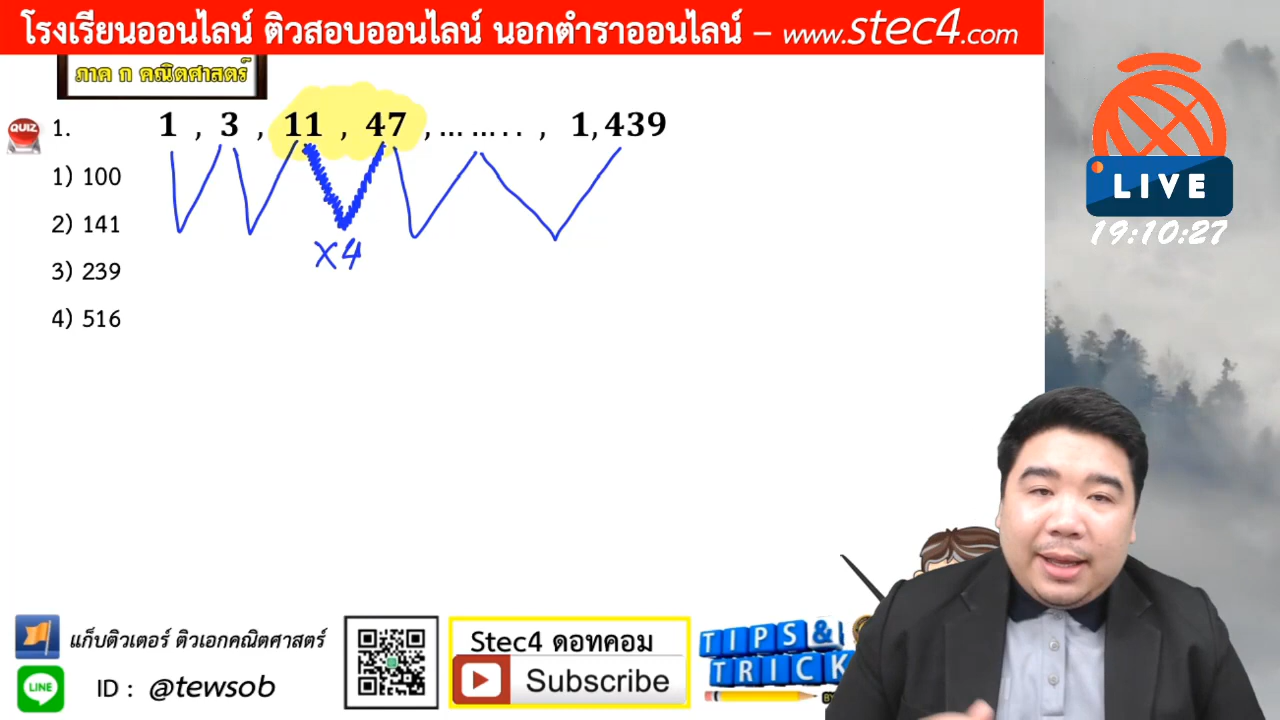 โรงเรียนออนไลน์ ติวสอบออนไลน์ นอกตำราออนไลน์ – www.stec4.com
ภาค ก คณิตศาสตร์
QUIZ
1. 1 , 3 , 11 , 47 , ... ... . . , 1,439
1) 100
2) 141
×4
3) 239
4) 516
LIVE
19:10:27
แก็บติวเตอร์ ติวเอกคณิตศาสตร์
LINE
ID : @tewsob
Stec4 ดอทคอม
Subscribe
TIPS &
TRICK